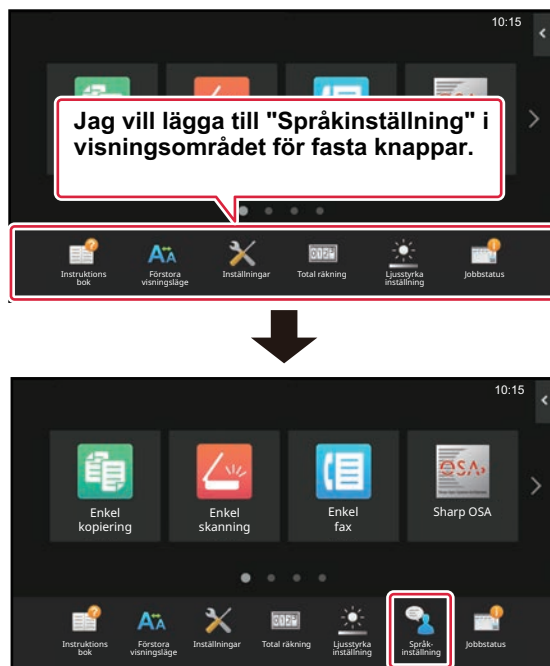 10:15
Jag vill lägga till "Språkinställning" i
visningsområdet för fasta knappar.
Instruktions
bok
Förstora
visningsläge
Inställningar
Total räkning
Ljusstyrka
inställning
Jobbstatus
10:15
Enkel
kopiering
Enkel
skanning
Enkel
fax
Sharp OSA
Instruktions
bok
Förstora
visningsläge
Inställningar
Total räkning
Ljusstyrka
inställning
Språk-
inställning
Jobbstatus